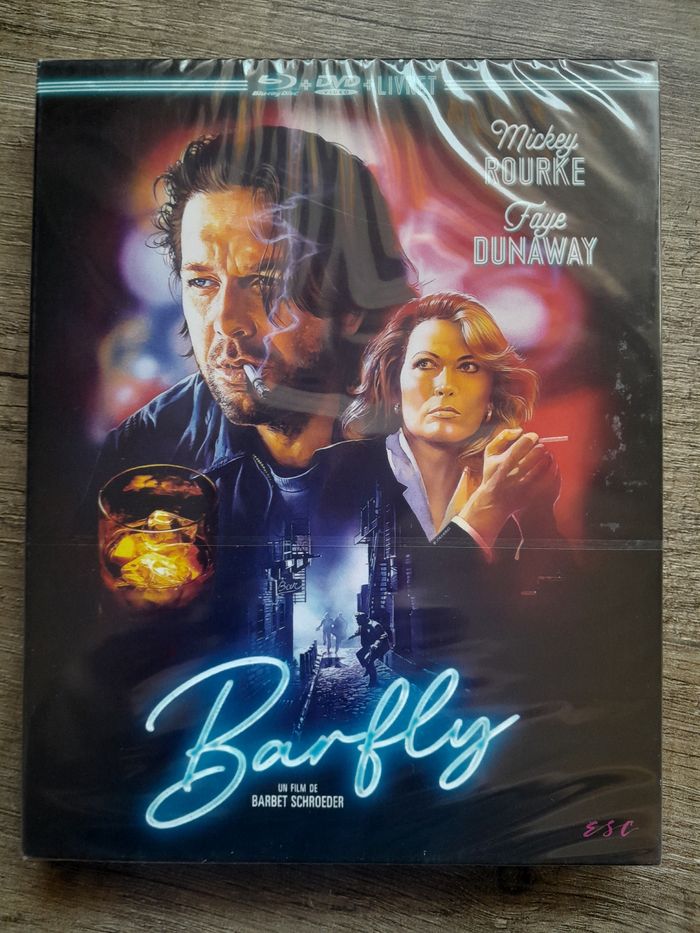 Blu-ray Disc + DVD VIDEO + LIVRET
Mickey
ROURKE
Faye
DUNAWAY
Bar
Barfly
UN FILM DE
BARBET SCHROEDER
ESC